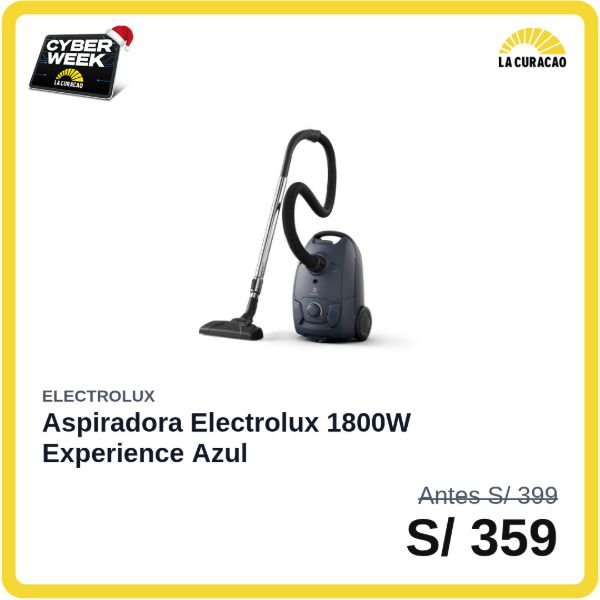 CYBER
WEEK
LA CURACAO
LA CURACAO
ELECTROLUX
Aspiradora Electrolux 1800W
Experience Azul
Antes S/ 399
S/ 359